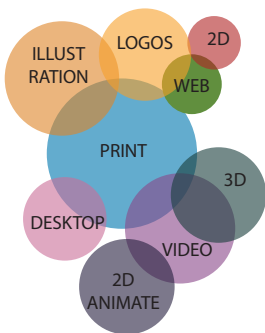 LOGOS
2D
ILLUST
RATION
WEB
PRINT
3D
DESKTOP
VIDEO
2D
ANIMATE